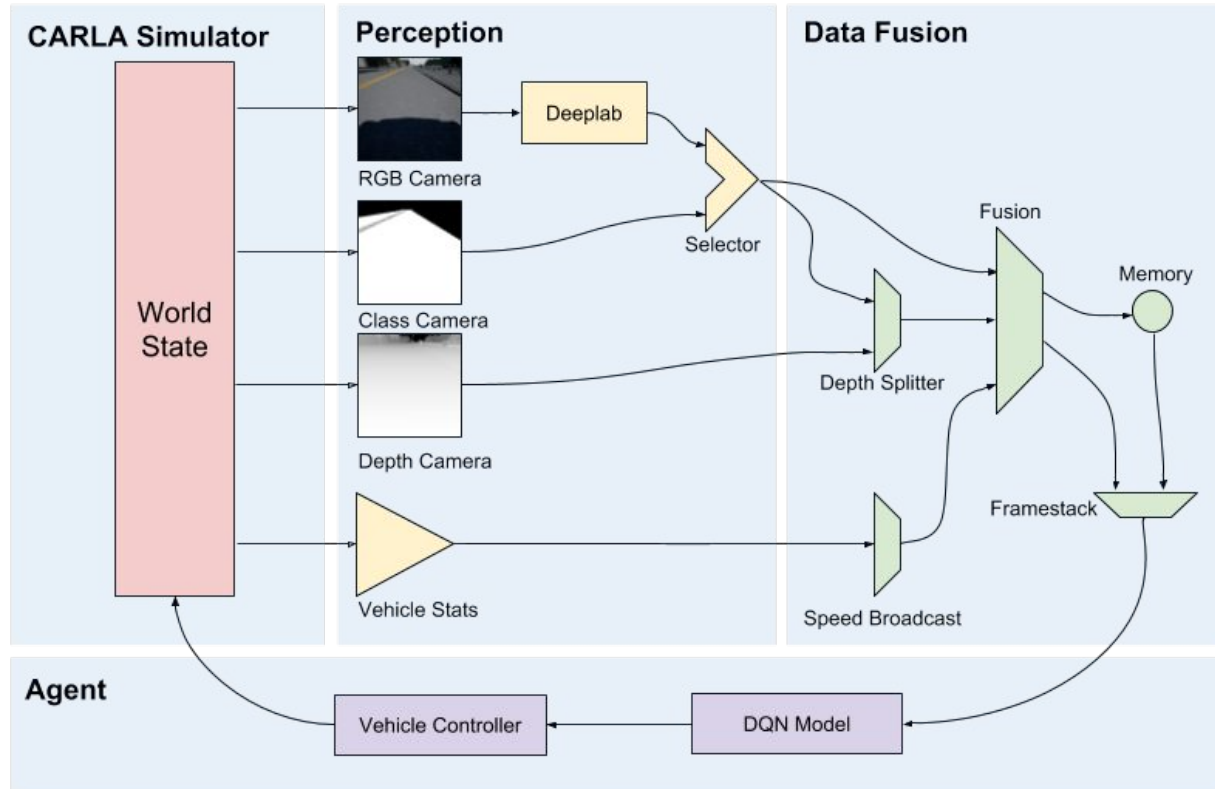 CARLA Simulator
World
State
Perception
RGB Camera
Deeplab
Selector
Class Camera
Depth Camera
Vehicle Stats
Data Fusion
Fusion
Memory
Depth Splitter
Framestack
Speed Broadcast
Agent
Vehicle Controller
DQN Model